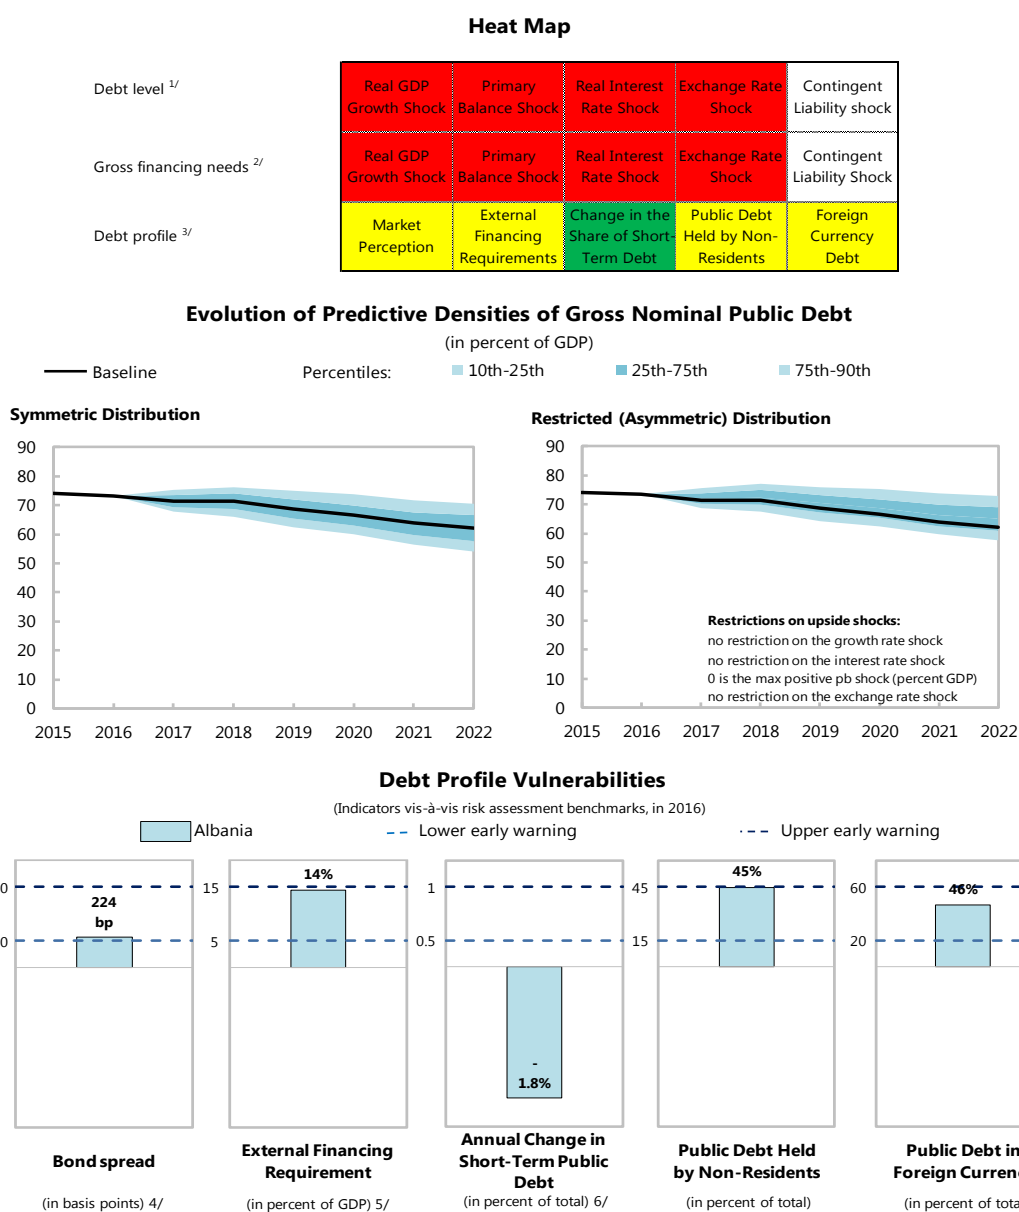 Heat Map
Debt level 1/
Real GDP Growth Shock
Primary Balance Shock
Real Interest Rate Shock
Exchange Rate Shock
Contingent Liability shock
Gross financing needs 2/
Real GDP Growth Shock
Primary Balance Shock
Real Interest Rate Shock
Exchange Rate Shock
Contingent Liability Shock
Debt profile 3/
Market Perception
External Financing Requirements
Change in the Share of Short-Term Debt
Public Debt Held by Non-Residents
Foreign Currency Debt
Evolution of Predictive Densities of Gross Nominal Public Debt
(in percent of GDP)
Baseline
Percentiles:
10th-25th
25th-75th
75th-90th
Symmetric Distribution
90
80
70
60
50
40
30
20
10
0
2015 2016 2017 2018 2019 2020 2021 2022
Restricted (Asymmetric) Distribution
90
80
70
60
50
40
30
20
10
0
Restrictions on upside shocks:
no restriction on the growth rate shock
no restriction on the interest rate shock
0 is the max positive pb shock (percent GDP)
no restriction on the exchange rate shock
2015 2016 2017 2018 2019 2020 2021 2022
Debt Profile Vulnerabilities
(Indicators vis-à-vis risk assessment benchmarks, in 2016)
Albania
Lower early warning
Upper early warning
0
0
224
bp
Bond spread
(in basis points) 4/
15
5
14%
External Financing
Requirement
(in percent of GDP) 5/
1
0.5
-
1.8%
Annual Change in
Short-Term Public
Debt
(in percent of total) 6/
45
15
45%
Public Debt Held
by Non-Residents
(in percent of total)
60
20
46%
Public Debt in
Foreign
(in percent of